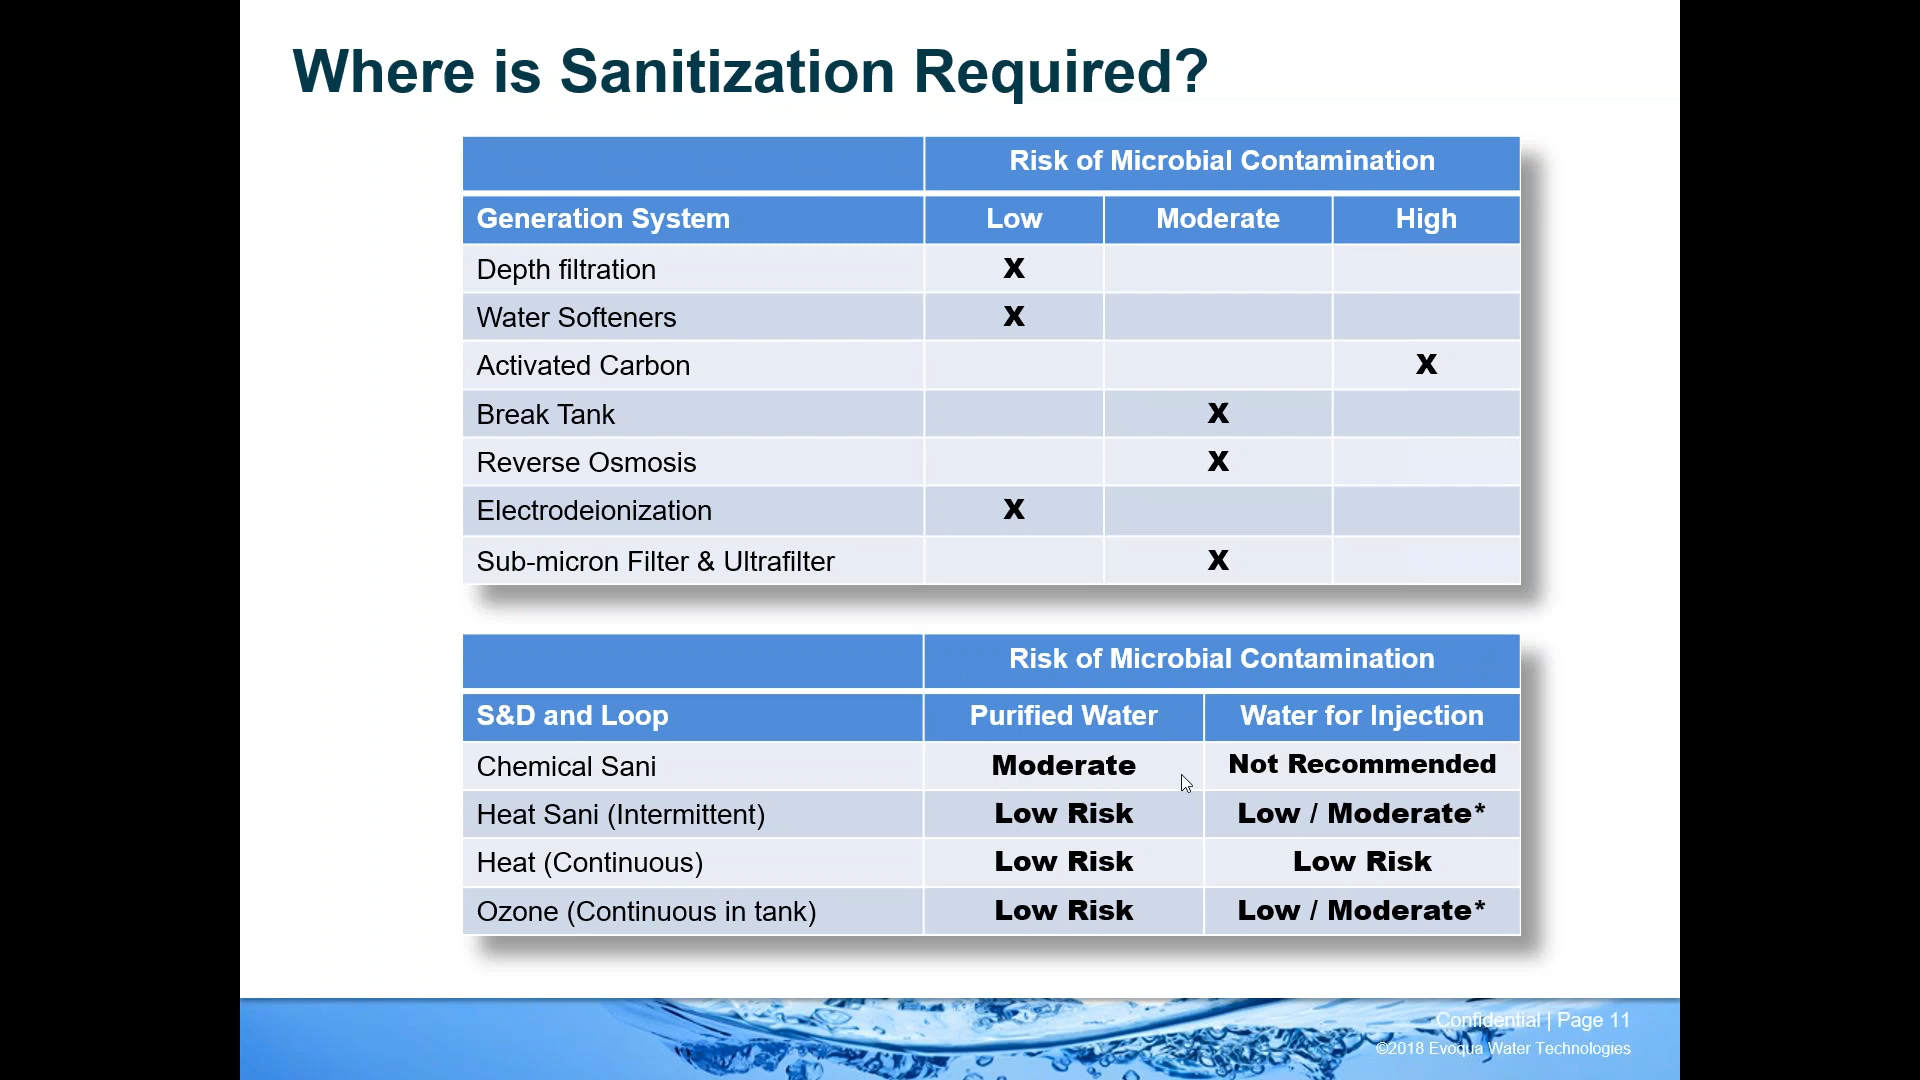 Where is Sanitization Required?
Risk of Microbial Contamination
Generation System Low Moderate High
Depth filtration X
Water Softeners X
Activated Carbon X
Break Tank X
Reverse Osmosis X
Electrodeionization X
Sub-micron Filter & Ultrafilter X
Risk of Microbial Contamination
S&D and Loop Purified Water Water for Injection
Chemical Sani Moderate Not Recommended
Heat Sani (Intermittent) Low Risk Low / Moderate*
Heat (Continuous) Low Risk Low Risk
Ozone (Continuous in tank) Low Risk Low / Moderate*
Confidential | Page 11
©2018 Evoqua Water Technologies